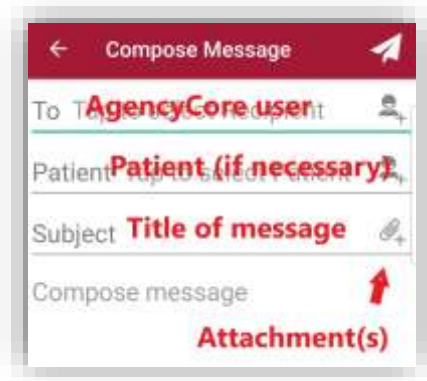 Compose Message
To AgencyCore user
Patient Patient (if necessary)
Subject Title of message
Compose message
Attachment(s)